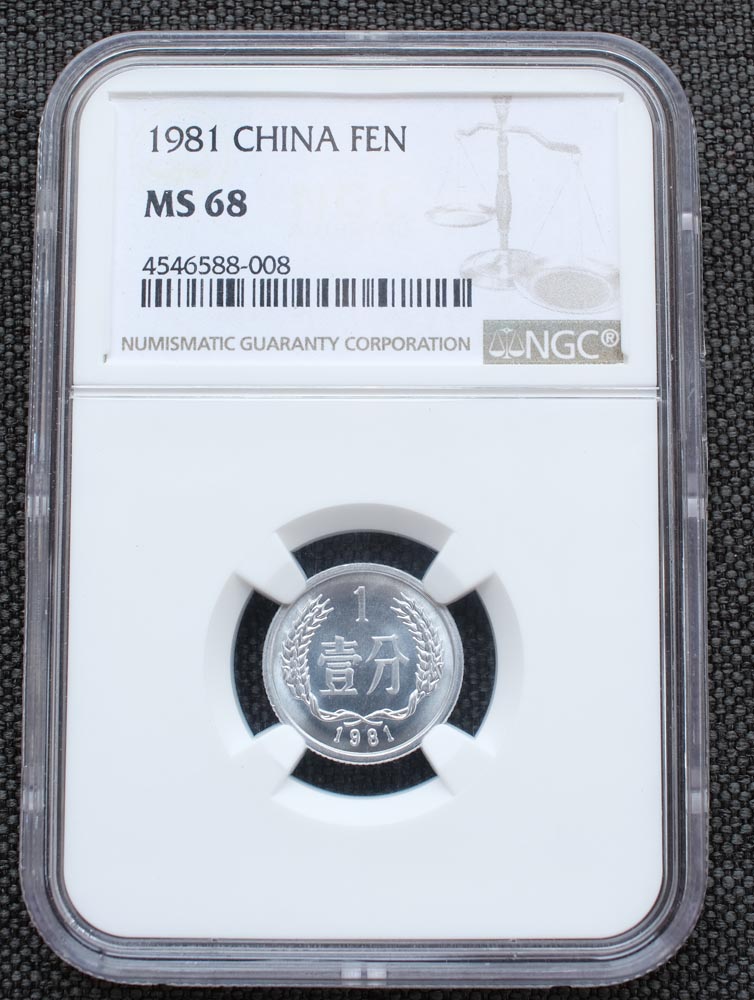 1981 CHINA FEN
MS 68
4546588-008
NUMISMATIC GUARANTY CORPORATION NGC®
1
壹分
1981